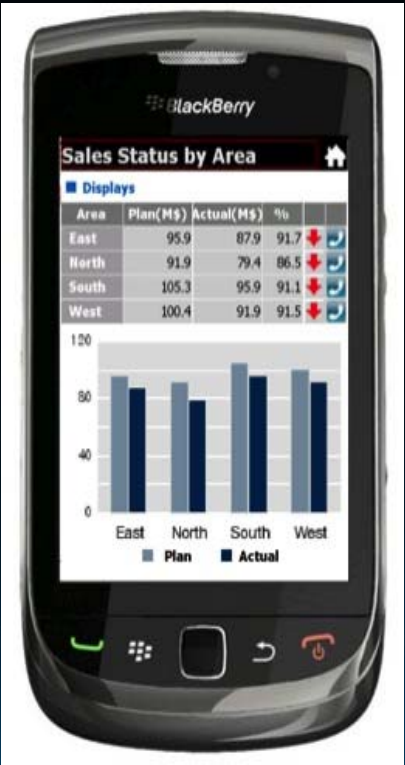 BlackBerry
Sales Status by Area
Displays
Area Plan(M$) Actual(M$) %
East 95.9 87.9 91.7
North 91.9 79.4 86.5
South 105.3 95.9 91.1
West 100.4 91.9 91.5
120
80
40
0
East North South West
Plan Actual